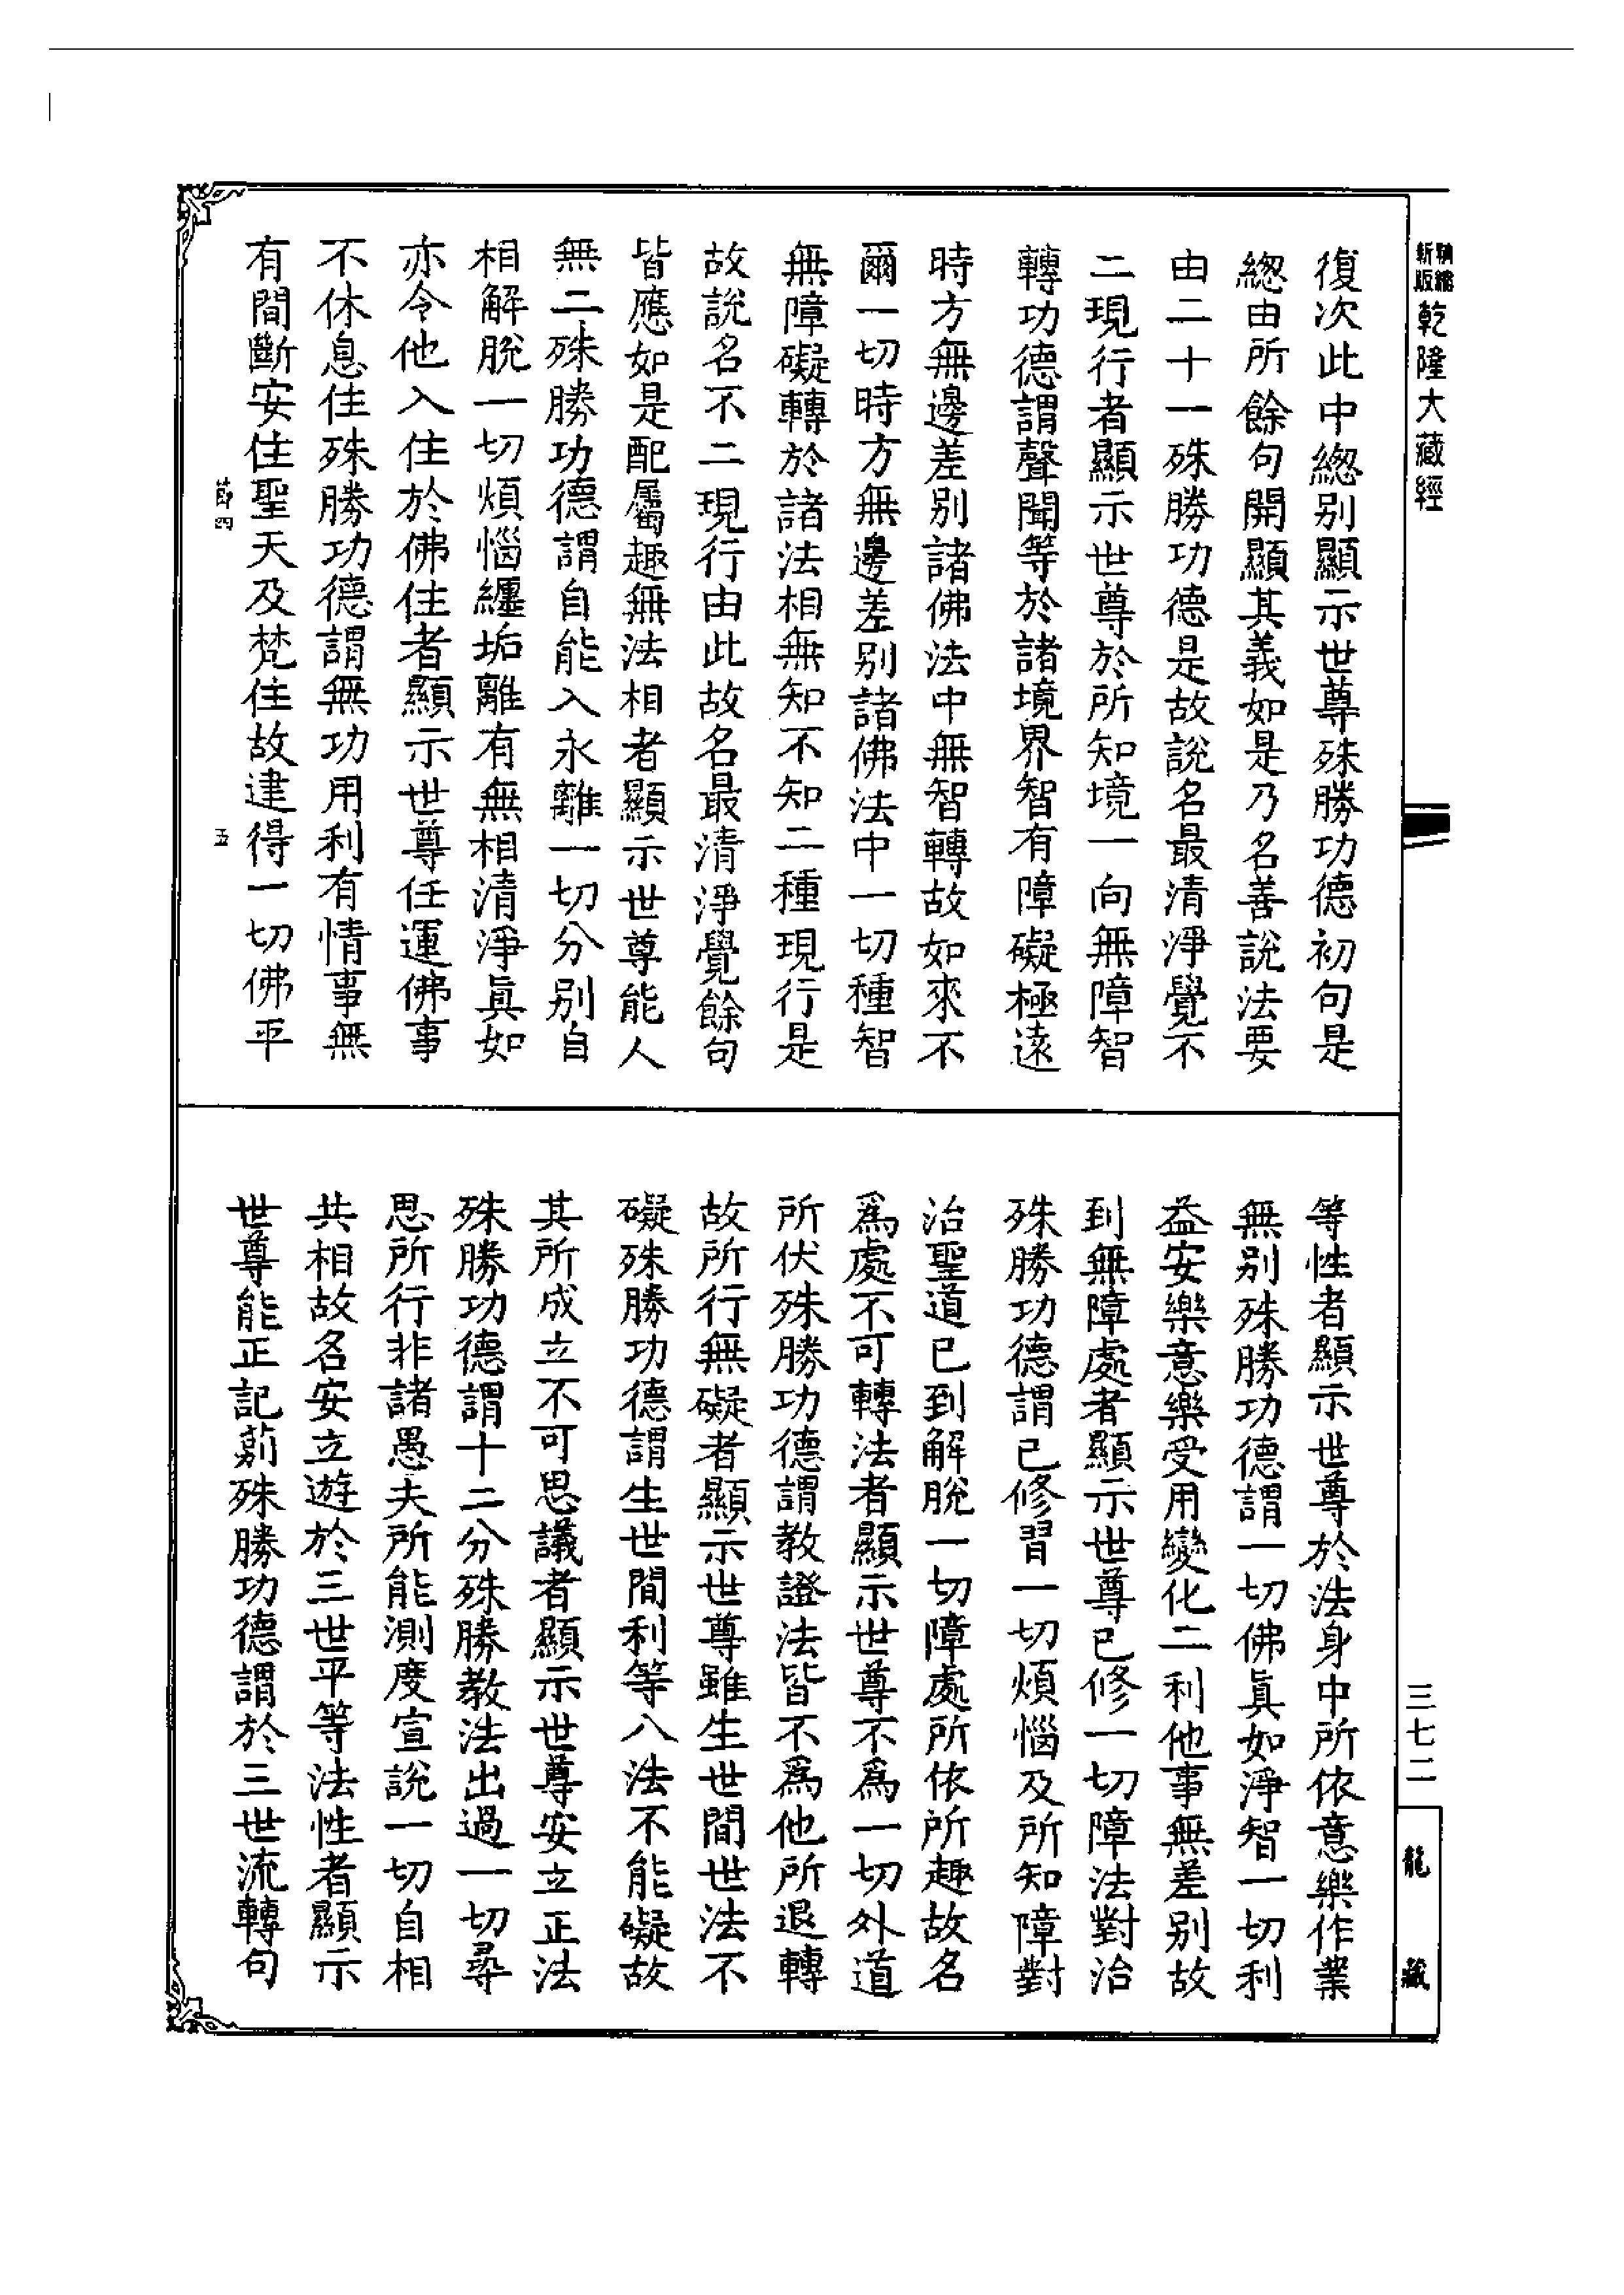 精縮
新版
乾隆大藏經
復次此中緫别顯示世尊殊勝功德初句是
緫由所餘句開顯其義如是乃名善說法要
由二十一殊勝功德是故說名最清淨覺不
二現行者顯示世尊於所知境一向無障智
轉功德謂聲聞等於諸境界智有障礙極遠
時方無邊差别諸佛法中無智轉故如來不
爾一切時方無邊差别諸佛法中一切種智
無障礙轉於諸法相無知不知二種現行是
故說名不二現行由此故名最清淨覺餘句
皆應如是配屬趣無法相者顯示世尊能人
無二殊勝功德謂自能入永離一切分别自
相解脫一切煩惱纏垢離有無相清淨眞如
亦令他入住於佛住者顯示世尊任運佛事
不休息住殊勝功德謂無功用利有情事無
有間斷安住聖天及梵住故逮得一切佛平
四
五
等性者顯示世尊於法身中所依意樂作業
無别殊勝功德謂一切佛眞如淨智一切利
益安樂意樂受用變化二利他事無差别故
到無障處者顯示世尊已修一切障法對治
殊勝功德謂已修習一切煩惱及所知障對
治聖道已到解脫一切障處所依所趣故名
爲處不可轉法者顯示世尊不爲一切外道
所伏殊勝功德謂教證法皆不爲他所退轉
故所行無礙者顯示世尊雖生世間世法不
礙殊勝功德謂生世間利等八法不能礙故
其所成立不可思議者顯示世尊安立正法
殊勝功德謂十二分殊勝教法出過一切尋
思所行非諸愚夫所能測度宣說一切自相
共相故名安立遊於三世平等法性者顯示
世尊能正記莂殊勝功德謂於三世流轉句
三七二
龍藏